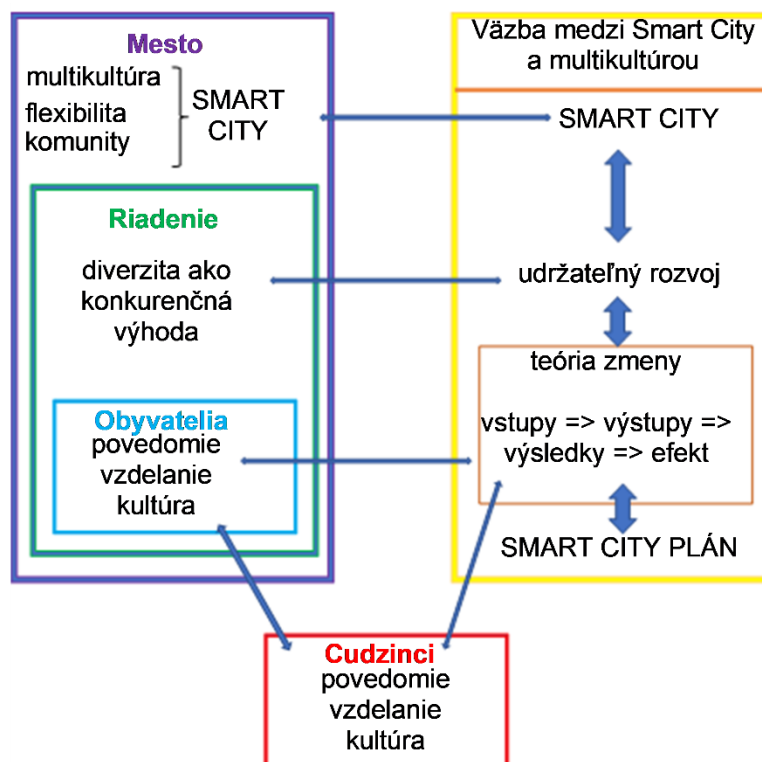 Mesto
multikultúra
flexibilita
komunity
SMART
CITY
Riadenie
diverzita ako
konkurenčná
výhoda
Obyvatelia
povedomie
vzdelanie
kultúra
Väzba medzi Smart City
a multikultúrou
SMART CITY
udržateľný rozvoj
teória zmeny
vstupy => výstupy =>
výsledky => efekt
SMART CITY PLÁN
Cudzinci
povedomie
vzdelanie
kultúra